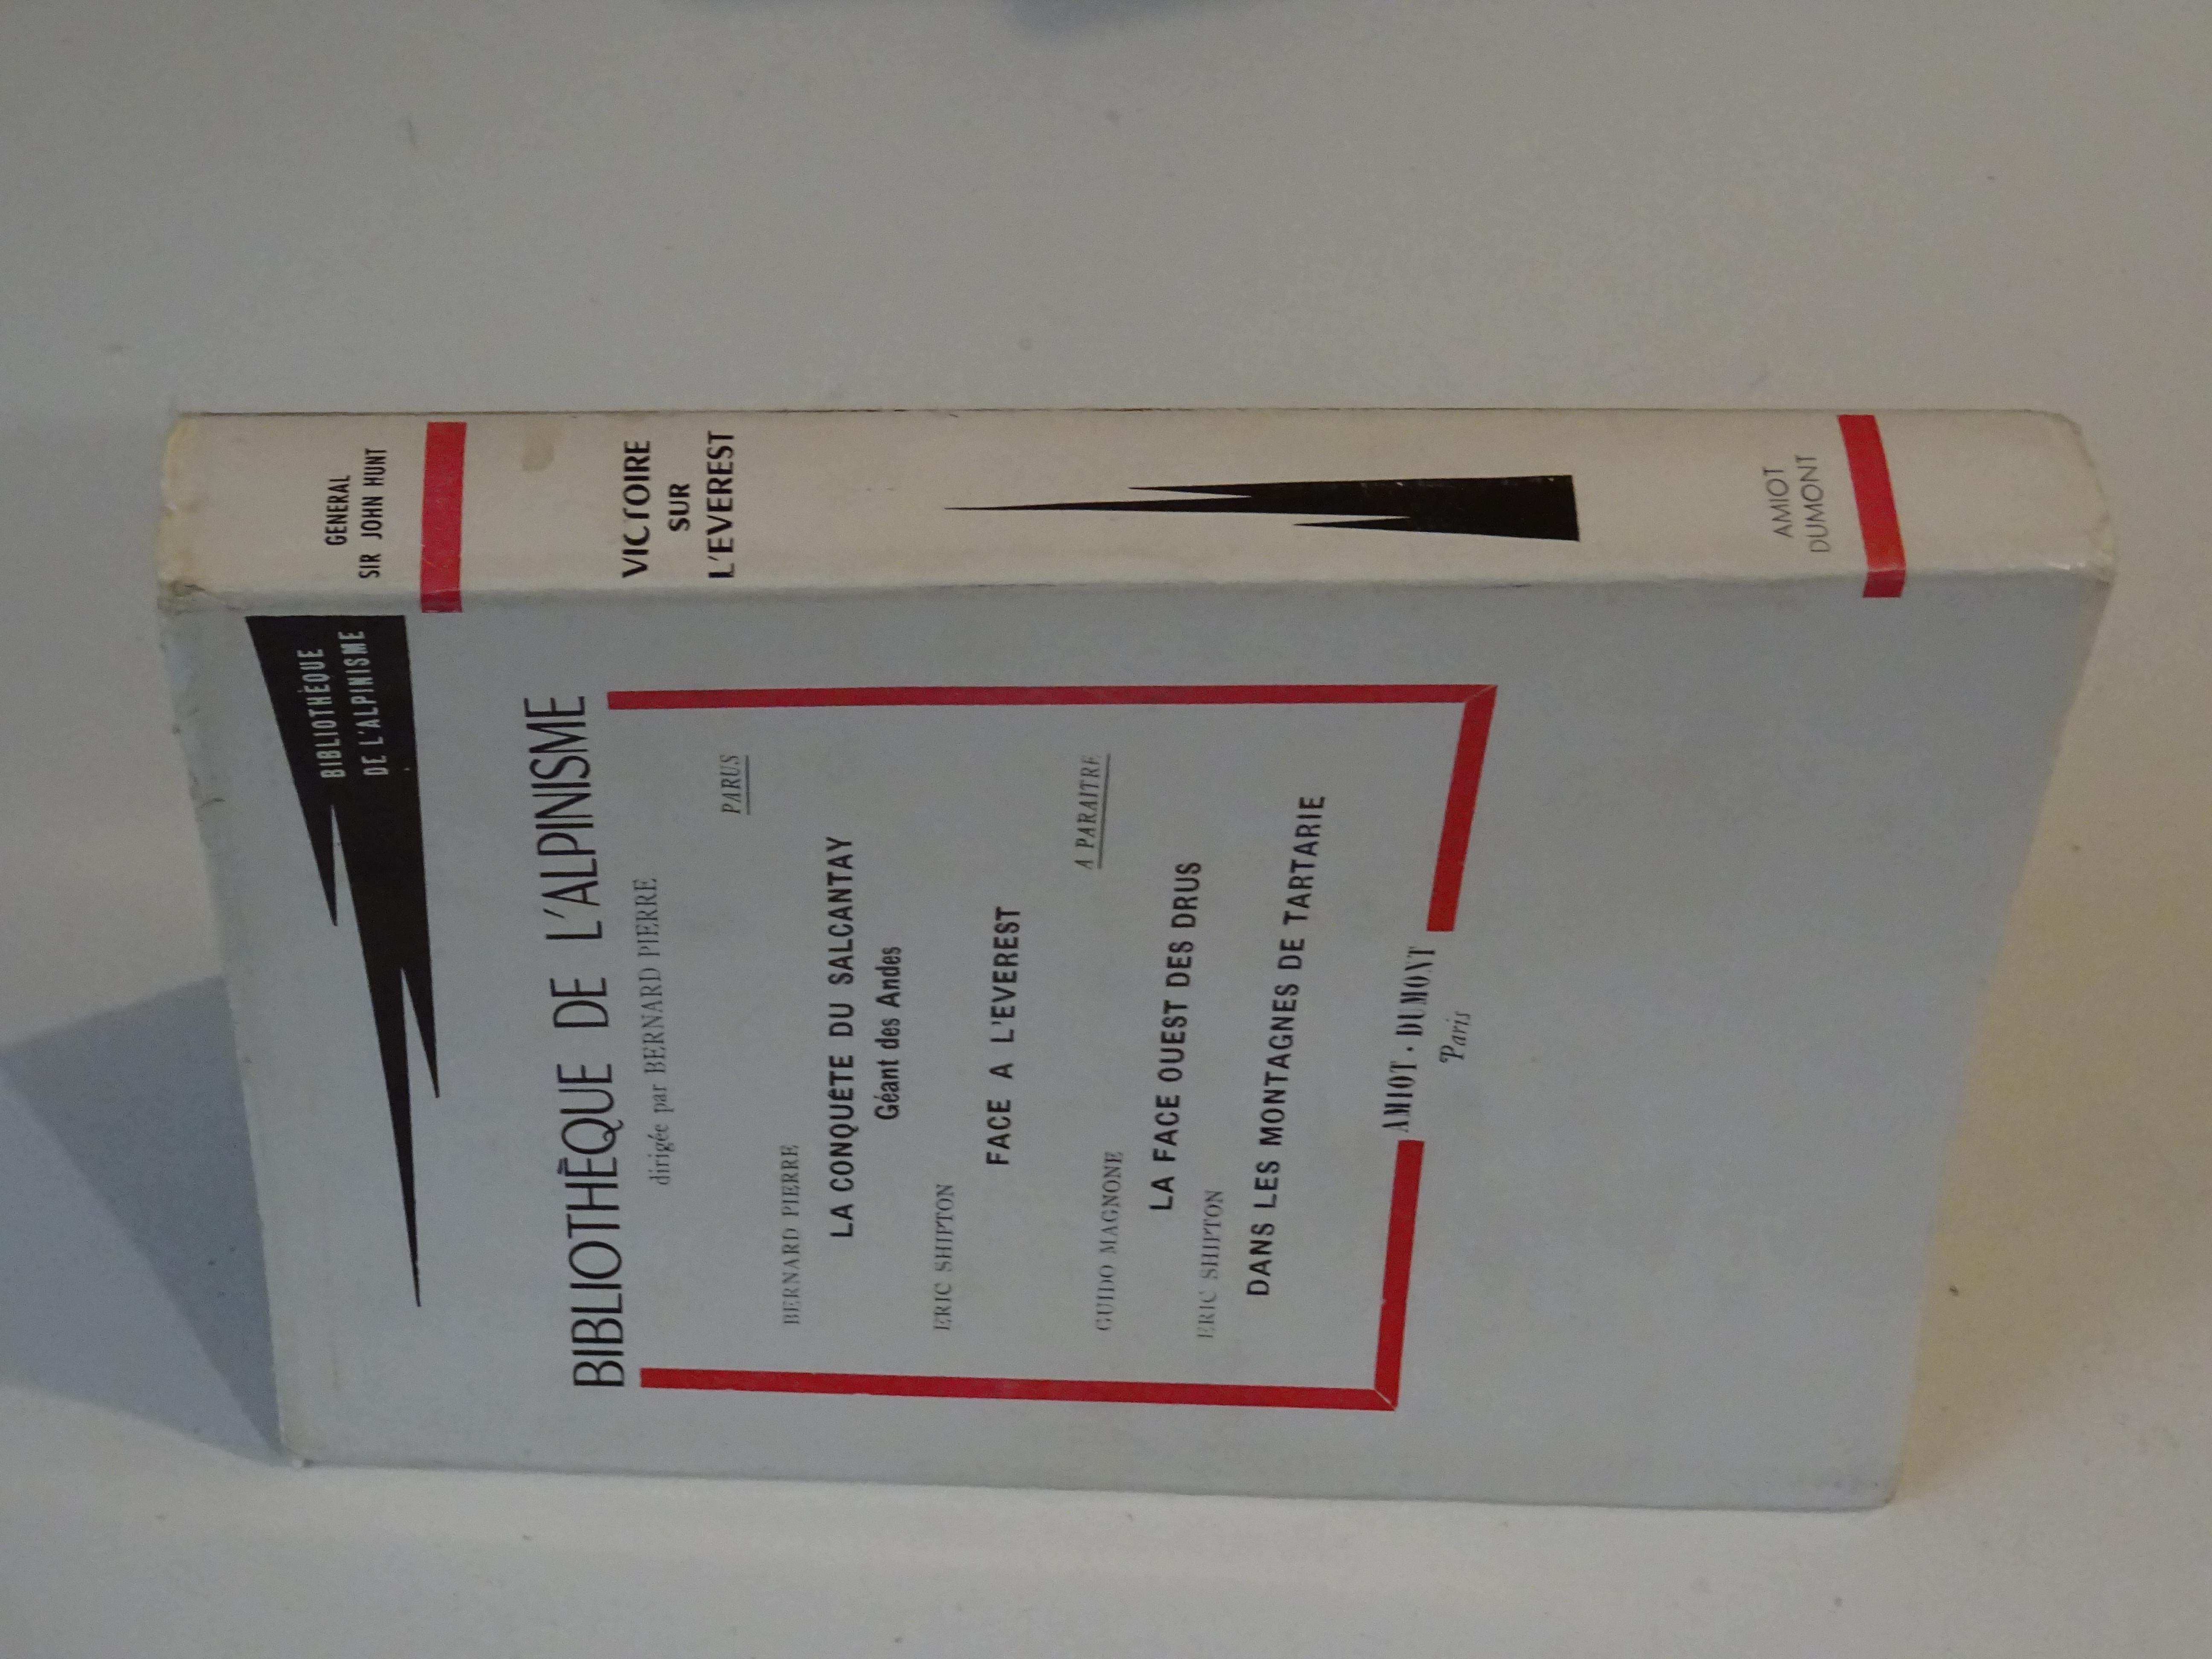 GENERAL
SIR JOHN HUNT
VICTOIRE
SUR
L'EVEREST
AMIOT
DUMONT
BIBLIOTHÈQUE
DE L'ALPINISME
BIBLIOTHÈQUE DE L'ALPINISME
dirigée par BERNARD PIERRE
PARUS
BERNARD PIERRE
LA CONQUÊTE DU SALCANTAY
Géant des Andes
ERIC SHIPTON
FACE A L'EVEREST
A PARAITRE
GUIDO MAGNONE
LA FACE OUEST DES DRUS
ERIC SHIPTON
DANS LES MONTAGNES DE TARTARIE
AMIOT · DUMONT
Paris